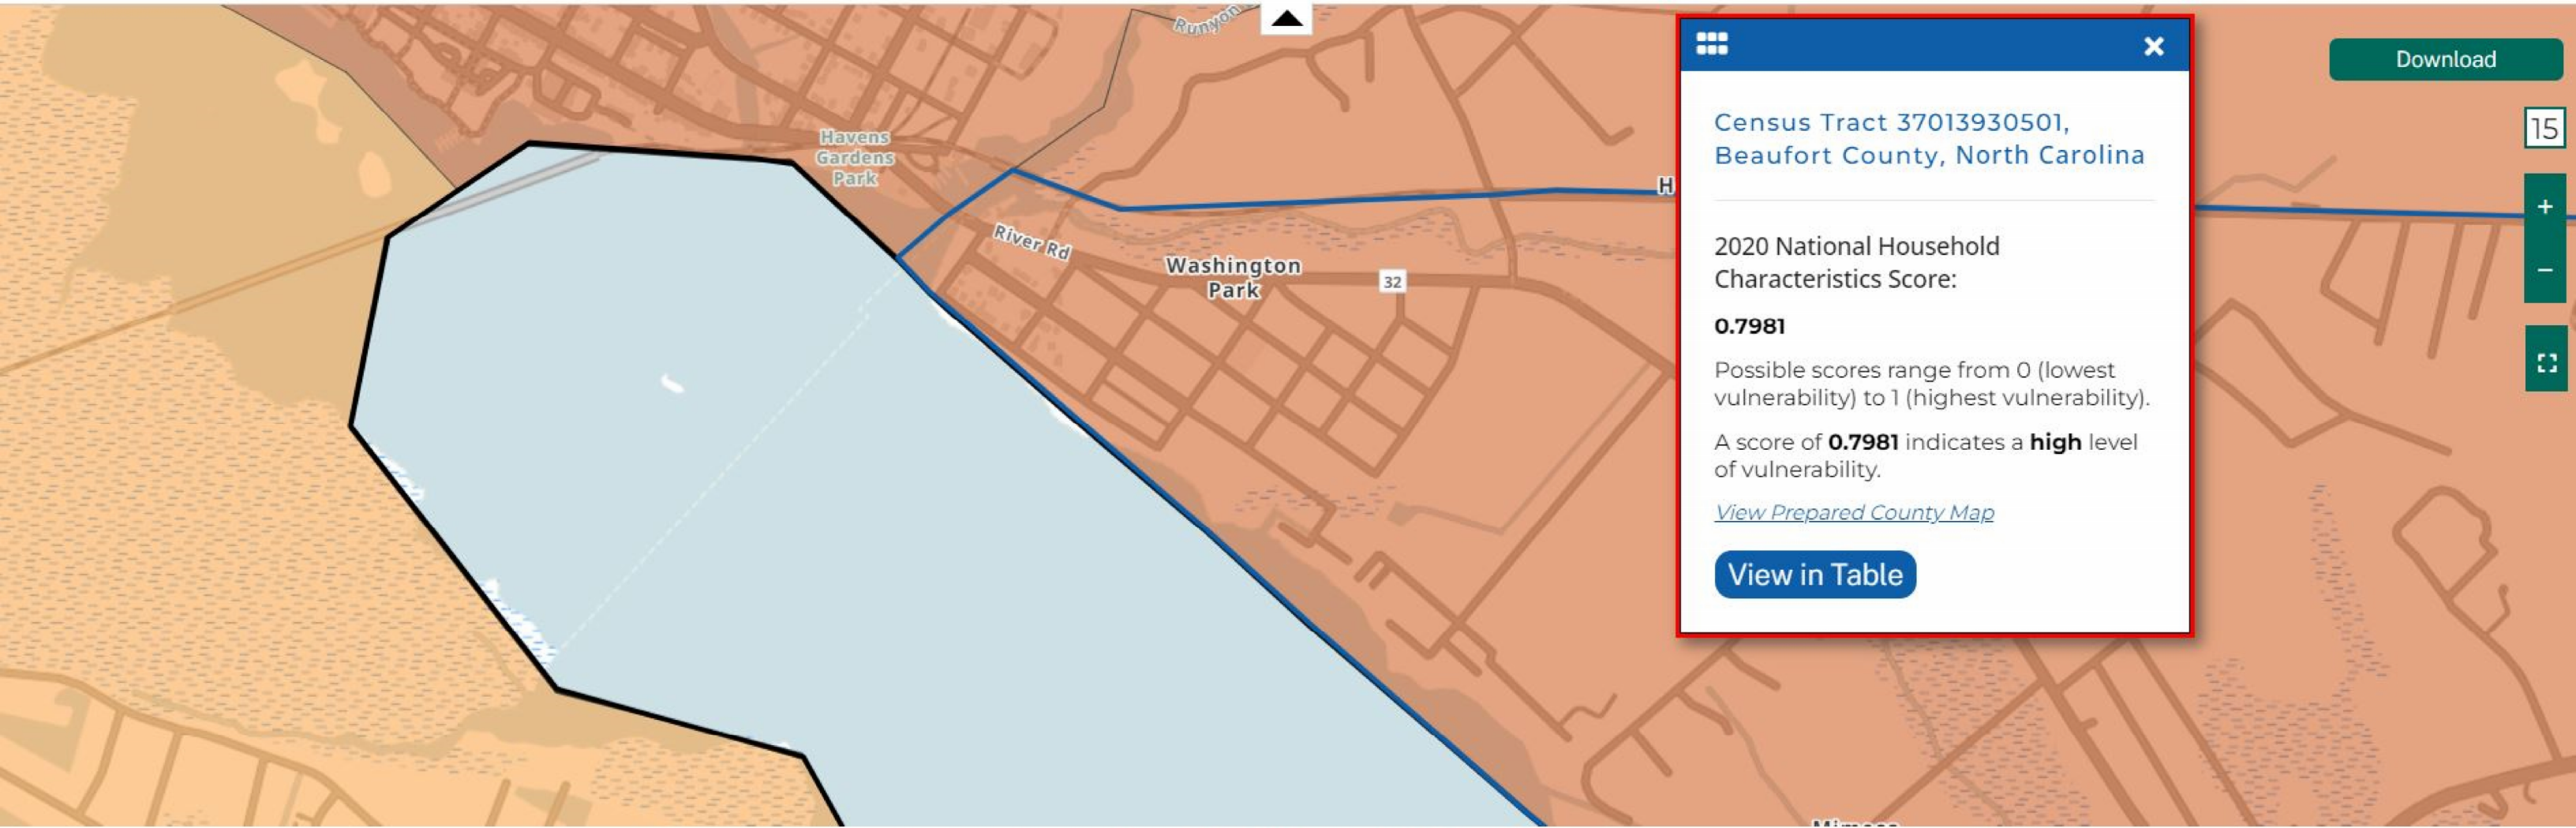 Runyon
Download
Census Tract 37013930501,
Beaufort County, North Carolina
15
Havens
Gardens
Park
H
+
River Rd
Washington
Park
32
2020 National Household
Characteristics Score:
−
0.7981
Possible scores range from 0 (lowest
vulnerability) to 1 (highest vulnerability).
A score of 0.7981 indicates a high level
of vulnerability.
View Prepared County Map
View in Table